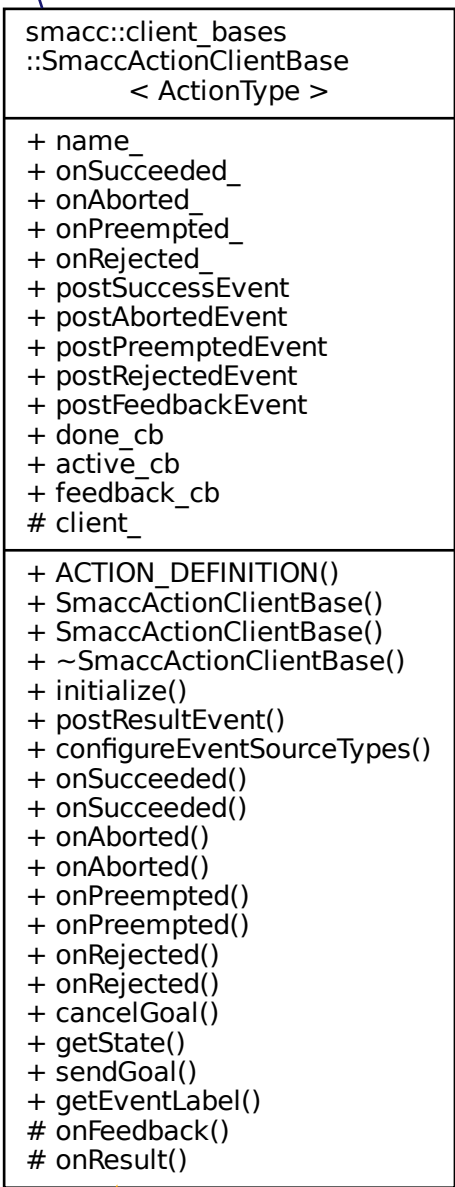 smacc::client_bases
::SmaccActionClientBase
< ActionType >
+ name_
+ onSucceeded_
+ onAborted_
+ onPreempted_
+ onRejected_
+ postSuccessEvent
+ postAbortedEvent
+ postPreemptedEvent
+ postRejectedEvent
+ postFeedbackEvent
+ done_cb
+ active_cb
+ feedback_cb
# client_
+ ACTION_DEFINITION()
+ SmaccActionClientBase()
+ SmaccActionClientBase()
+ ~SmaccActionClientBase()
+ initialize()
+ postResultEvent()
+ configureEventSourceTypes()
+ onSucceeded()
+ onSucceeded()
+ onAborted()
+ onAborted()
+ onPreempted()
+ onPreempted()
+ onRejected()
+ onRejected()
+ cancelGoal()
+ getState()
+ sendGoal()
+ getEventLabel()
# onFeedback()
# onResult()